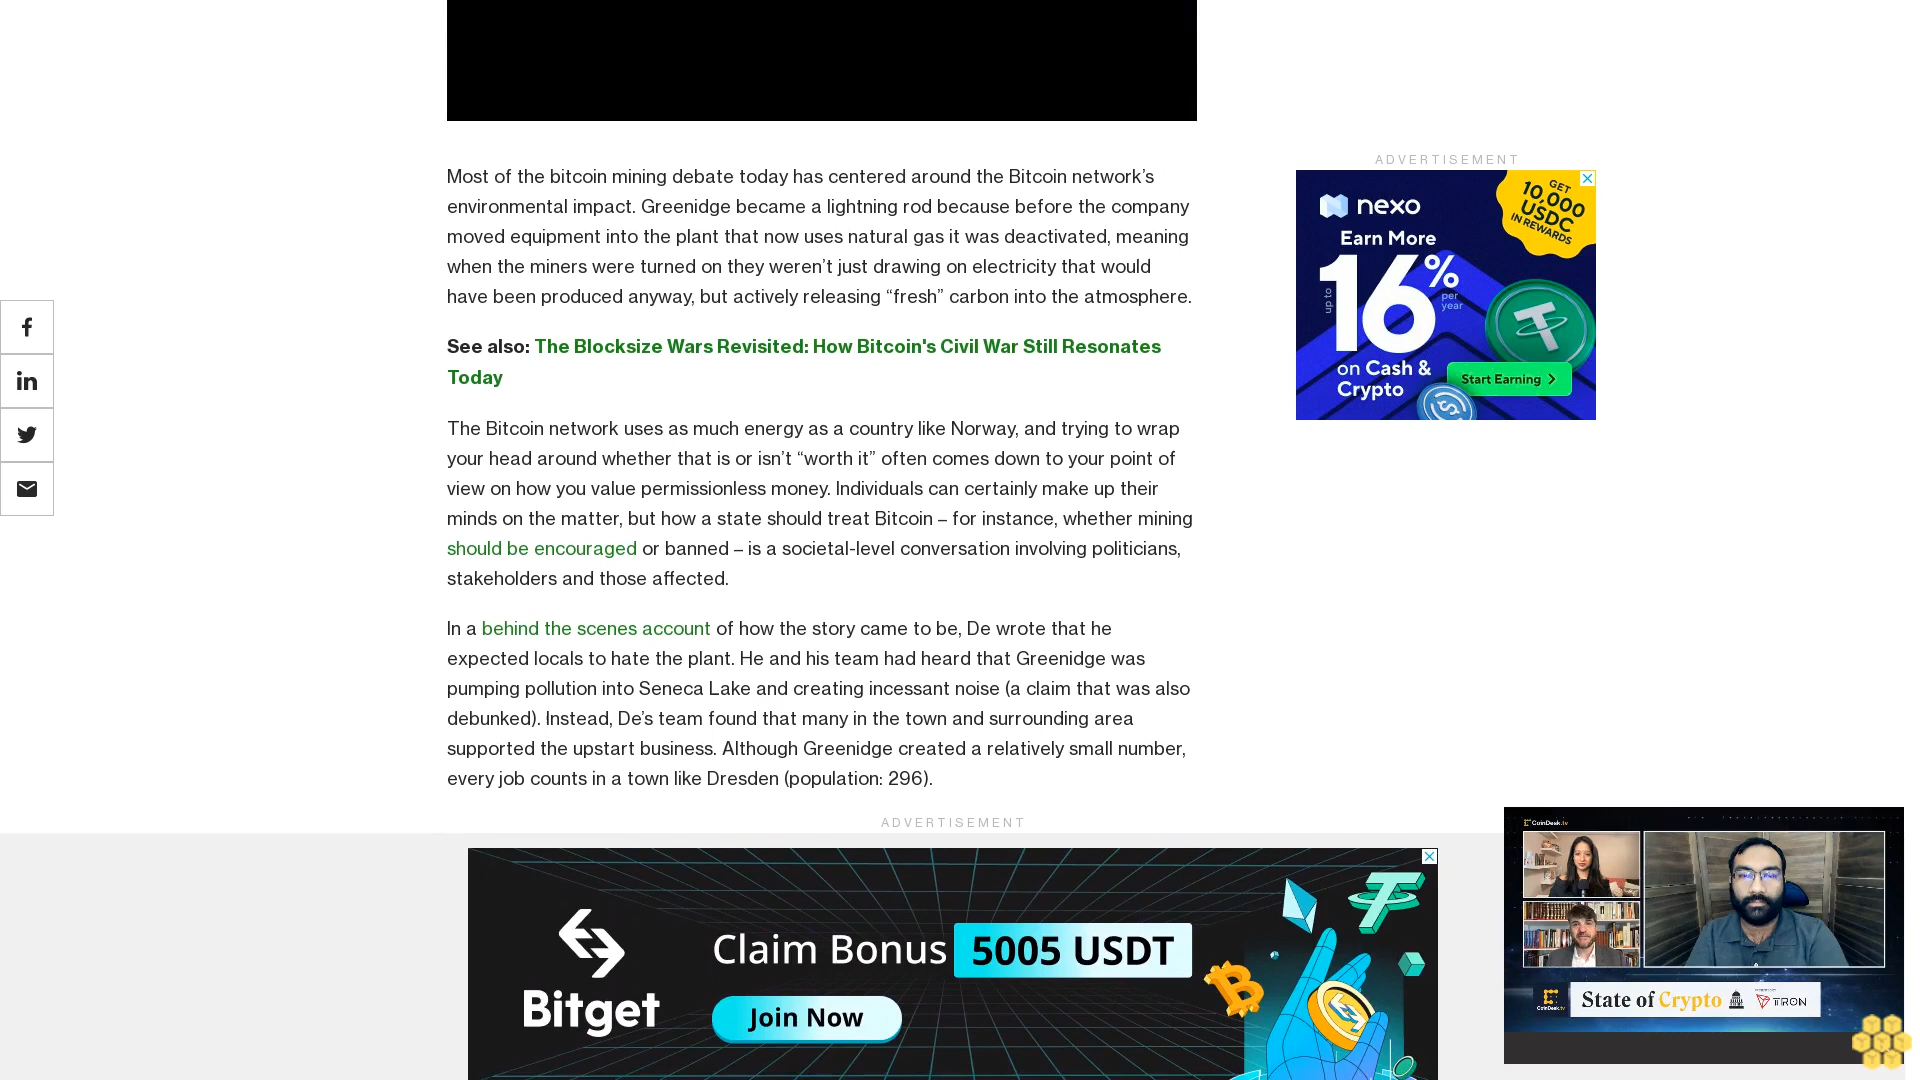 Most of the bitcoin mining debate today has centered around the Bitcoin network’s
environmental impact. Greenidge became a lightning rod because before the company
moved equipment into the plant that now uses natural gas it was deactivated, meaning
when the miners were turned on they weren’t just drawing on electricity that would
have been produced anyway, but actively releasing “fresh” carbon into the atmosphere.
See also: The Blocksize Wars Revisited: How Bitcoin's Civil War Still Resonates
Today
The Bitcoin network uses as much energy as a country like Norway, and trying to wrap
your head around whether that is or isn’t “worth it” often comes down to your point of
view on how you value permissionless money. Individuals can certainly make up their
minds on the matter, but how a state should treat Bitcoin – for instance, whether mining
should be encouraged or banned – is a societal-level conversation involving politicians,
stakeholders and those affected.
In a behind the scenes account of how the story came to be, De wrote that he
expected locals to hate the plant. He and his team had heard that Greenidge was
pumping pollution into Seneca Lake and creating incessant noise (a claim that was also
debunked). Instead, De’s team found that many in the town and surrounding area
supported the upstart business. Although Greenidge created a relatively small number,
every job counts in a town like Dresden (population: 296).
ADVERTISEMENT
nexo
GET
10,000
USDC
IN REWARDS
Earn More
up to
16%
per
year
on Cash &
Crypto
Start Earning
ADVERTISEMENT
Bitget
Claim Bonus 5005 USDT
Join Now
CoinDesk.tv
CoinDesk.tv
State of Crypto
TRON